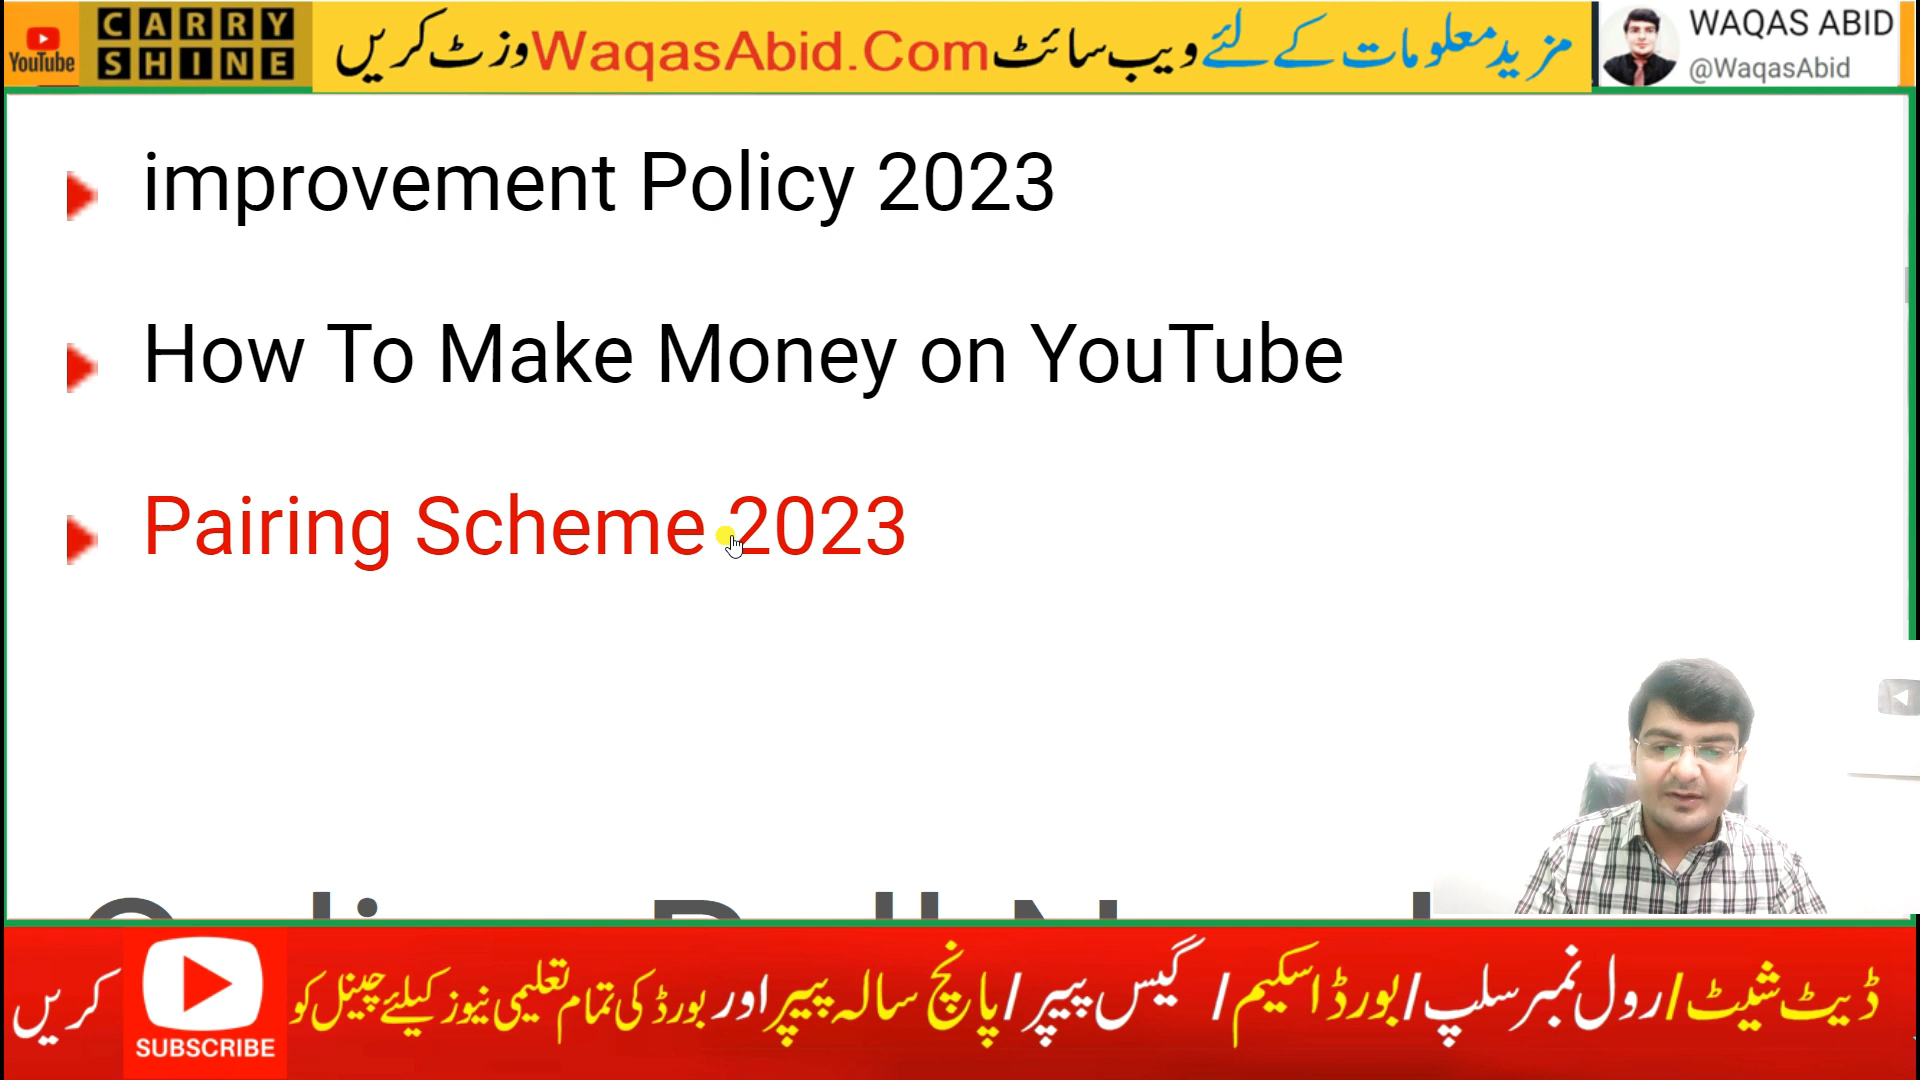 YouTube
CARRY
SHINE
مزید معلومات کے لئے ویب سائٹ WaqasAbid.Com وزٹ کریں
WAQAS ABID
@WaqasAbid
improvement Policy 2023
How To Make Money on YouTube
Pairing Scheme 2023
ڈیٹ شیٹ / رول نمبر سلپ / بورڈ اسکیم / گیس پیپر / پانچ سالہ پیپر اور بورڈ کی تمام تعلیمی نیوز کیلئے چینل کو SUBSCRIBE کریں